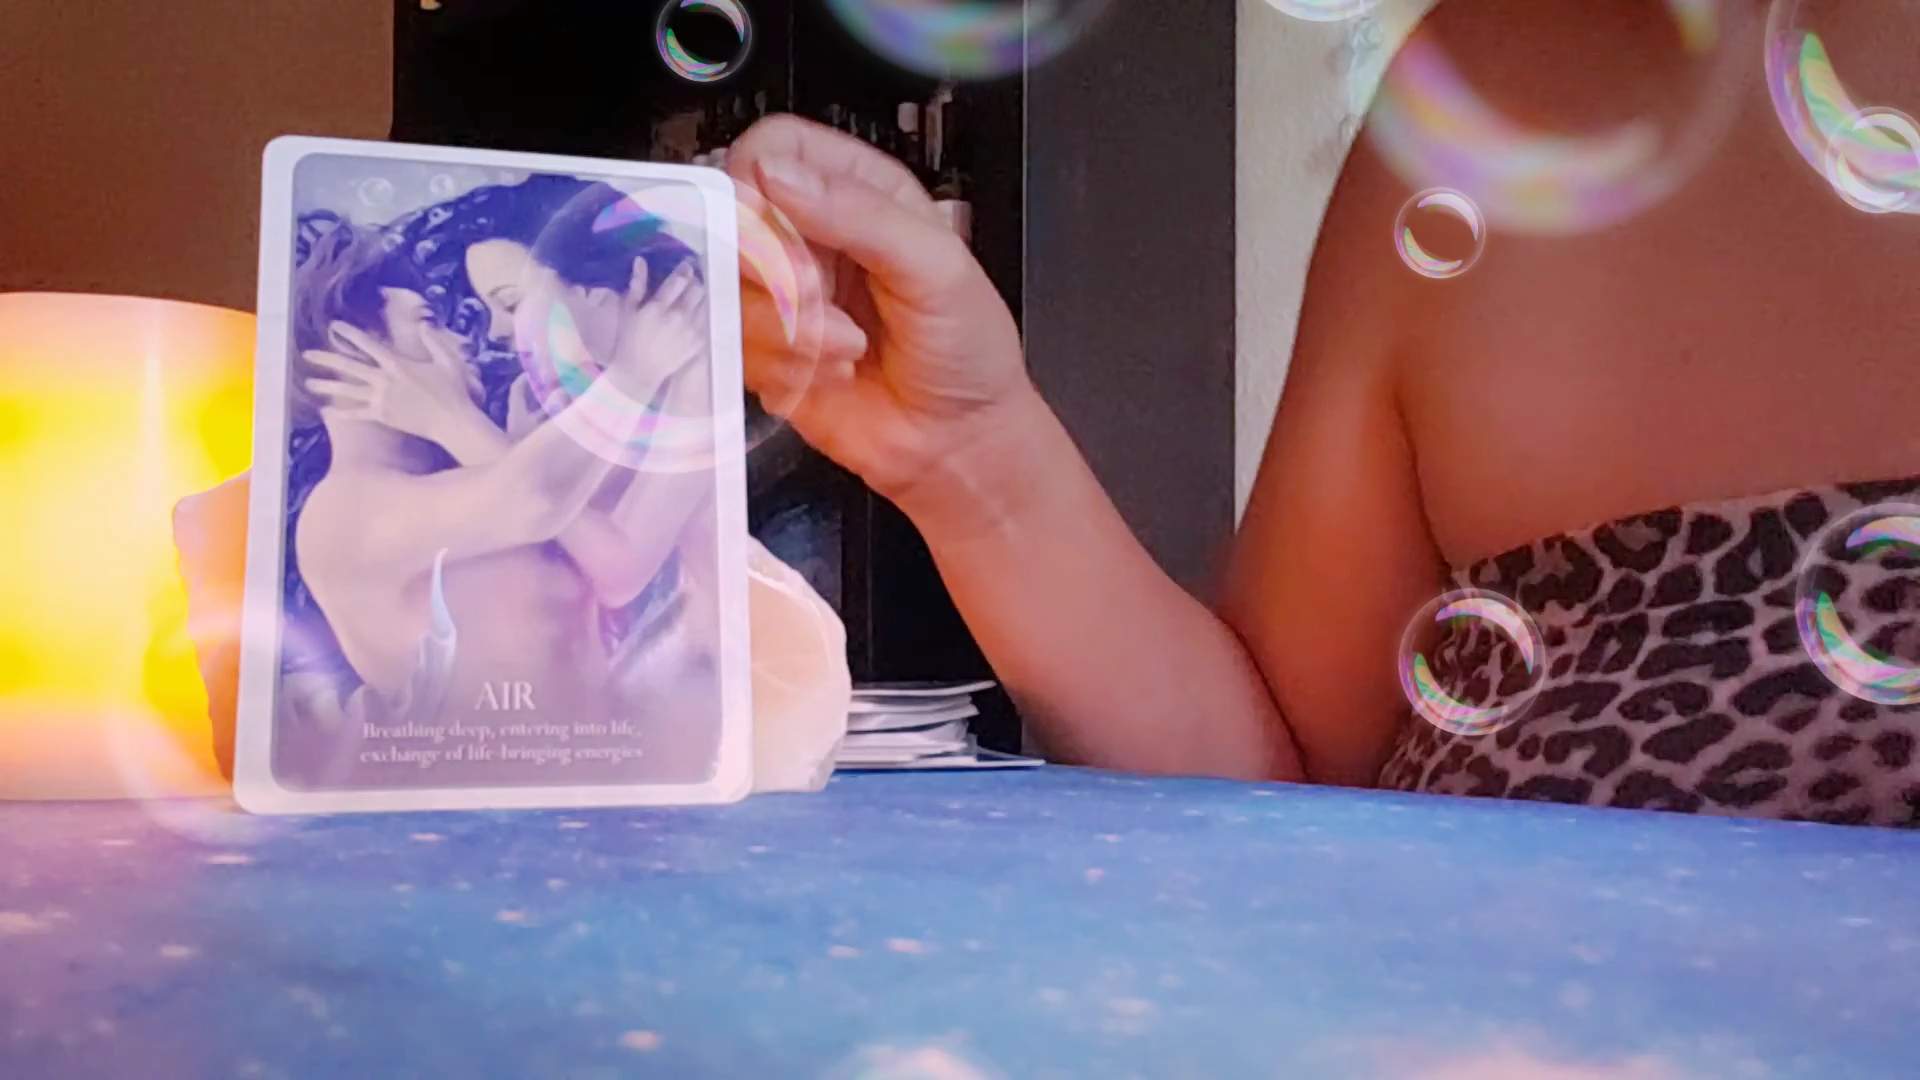 AIR
Breathing deep, entering into life,
exchange of life-bringing energies